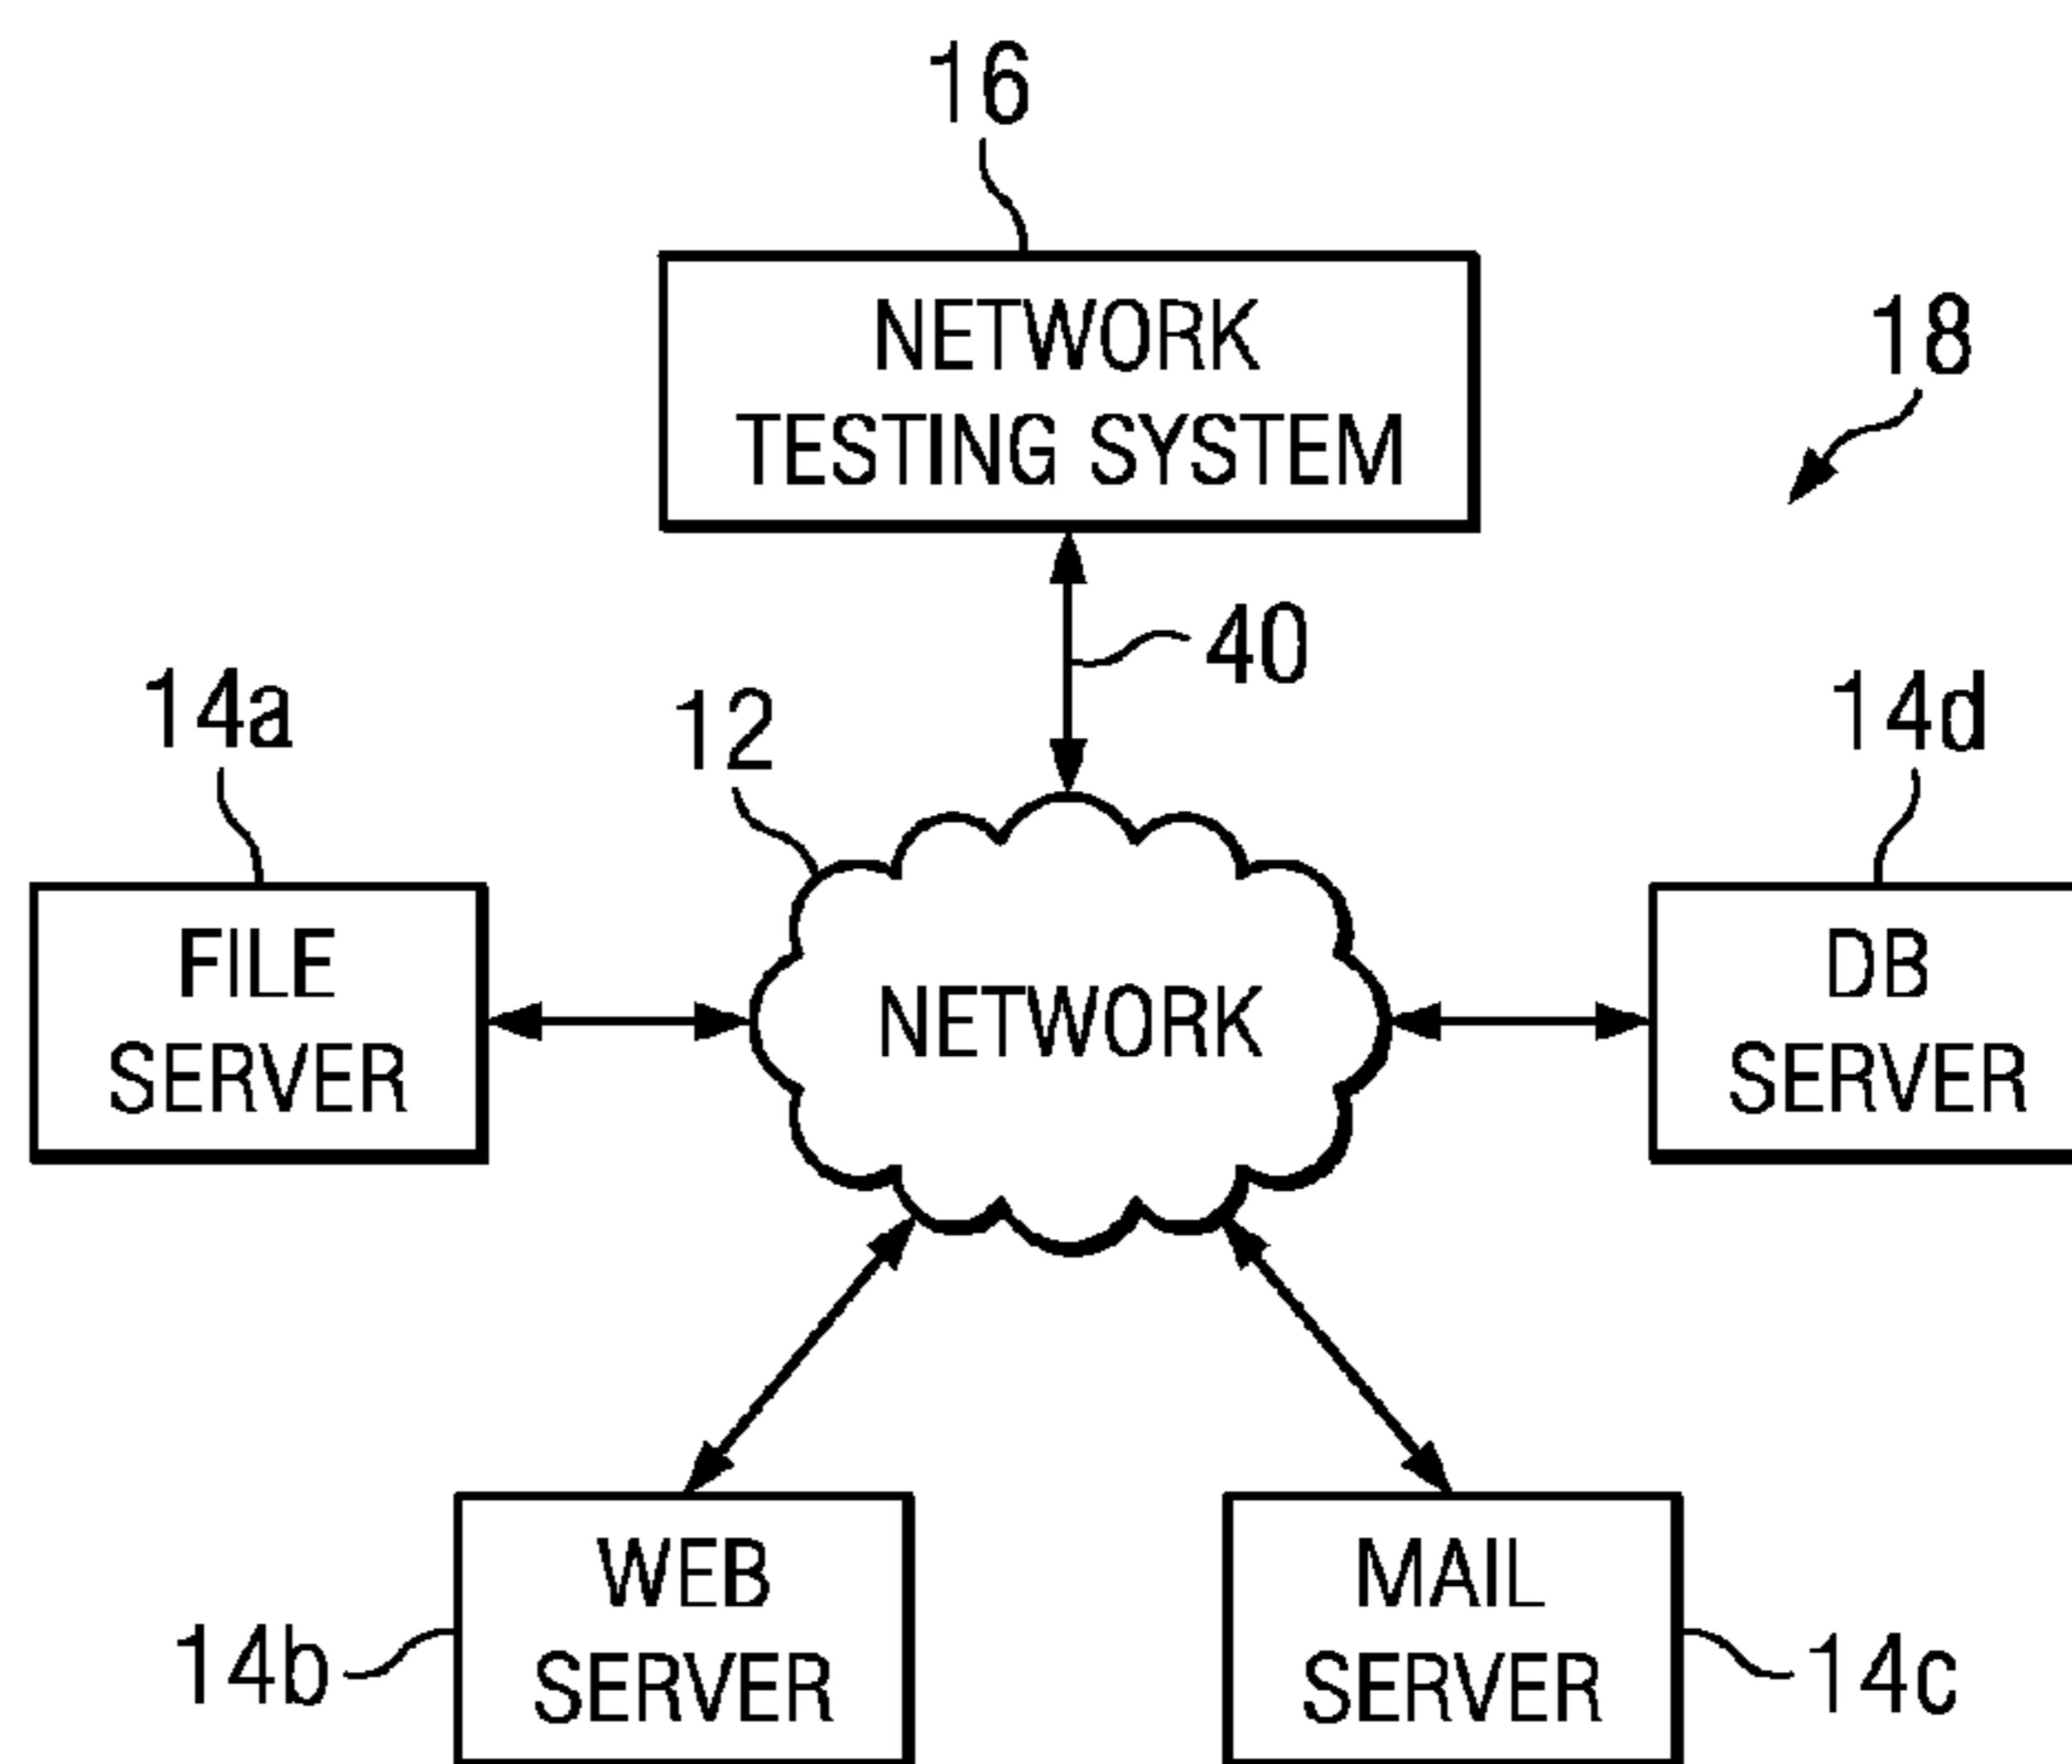 16
NETWORK
TESTING SYSTEM
18
40
14a
12
14d
FILE
SERVER
NETWORK
DB
SERVER
WEB
SERVER
MAIL
SERVER
14b
14c